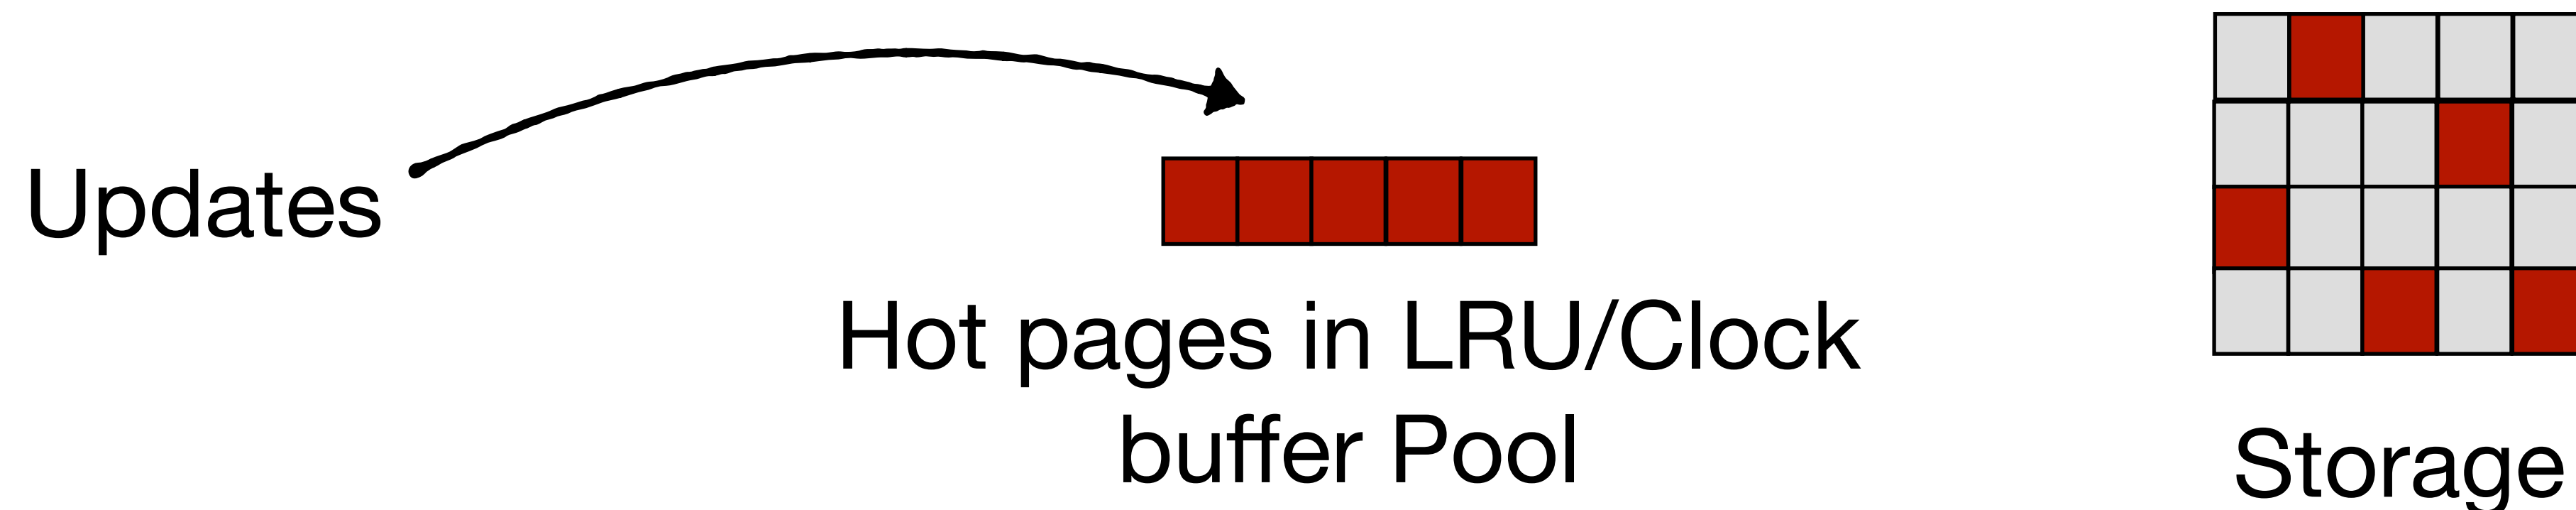 Updates
Hot pages in LRU/Clock
buffer Pool
Storage